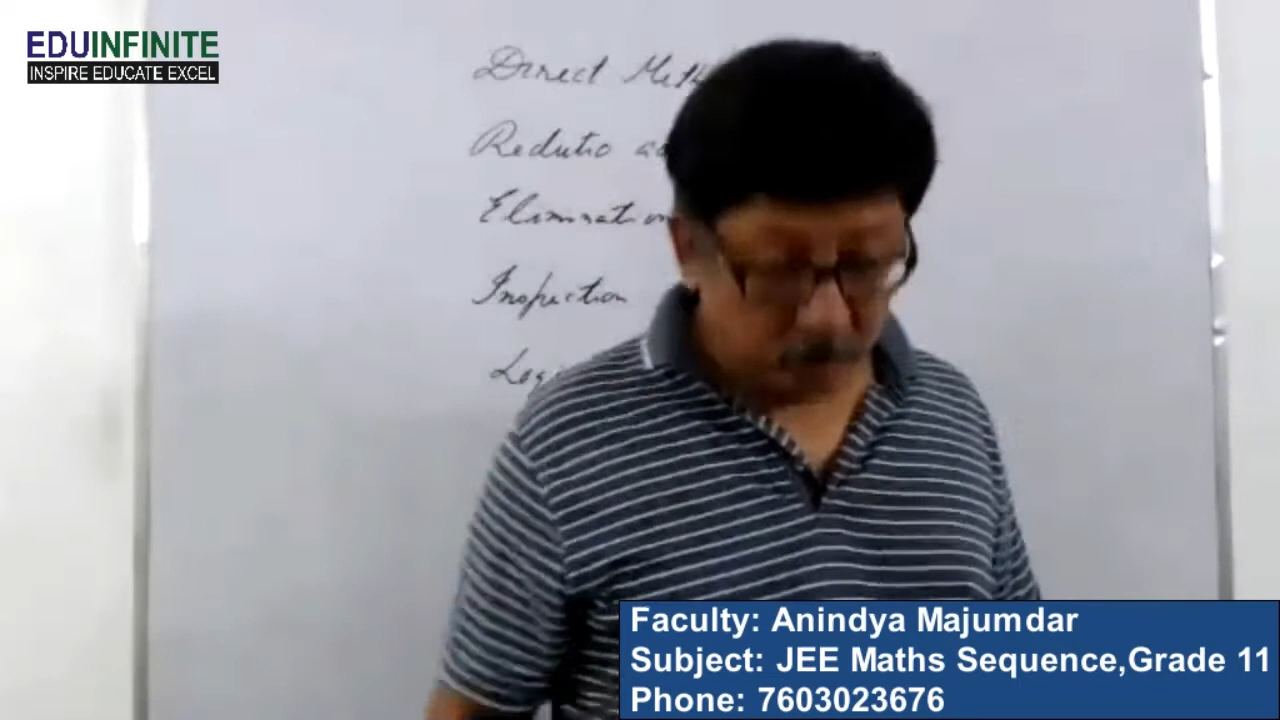 EDUINFINITE
INSPIRE EDUCATE EXCEL
Direct Meth
Redutio
Elimination
Inspection
Faculty: Anindya Majumdar
Subject: JEE Maths Sequence,Grade 11
Phone: 7603023676